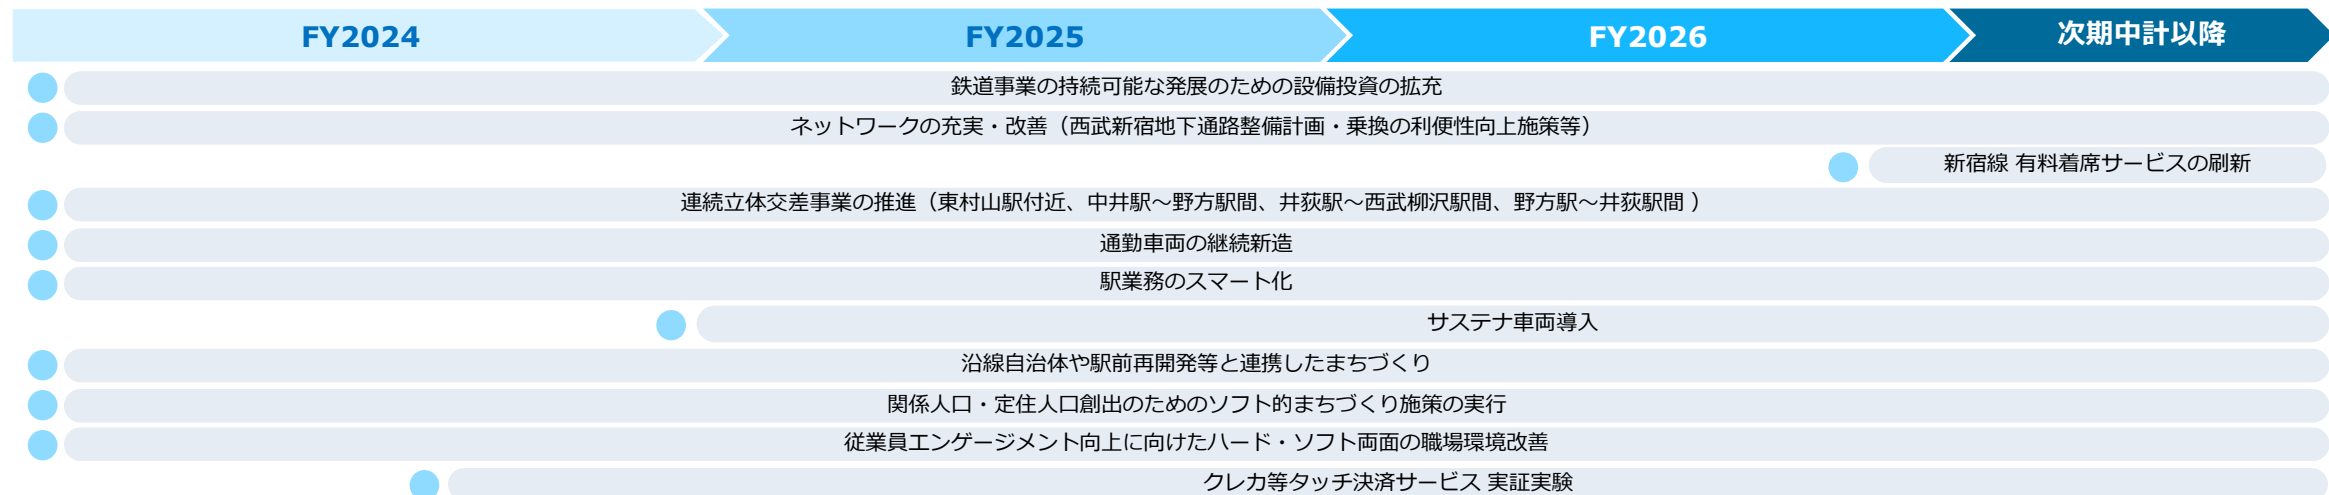 FY2024 FY2025 FY2026 次期中計以降
鉄道事業の持続可能な発展のための設備投資の拡充
ネットワークの充実・改善（西武新宿地下通路整備計画・乗換の利便性向上施策等）
新宿線 有料着席サービスの刷新
連続立体交差事業の推進（東村山駅付近、中井駅～野方駅間、井荻駅～西武柳沢駅間、野方駅～井荻駅間 ）
通勤車両の継続新造
駅業務のスマート化
サステナ車両導入
沿線自治体や駅前再開発等と連携したまちづくり
関係人口・定住人口創出のためのソフト的まちづくり施策の実行
従業員エンゲージメント向上に向けたハード・ソフト両面の職場環境改善
クレカ等タッチ決済サービス 実証実験